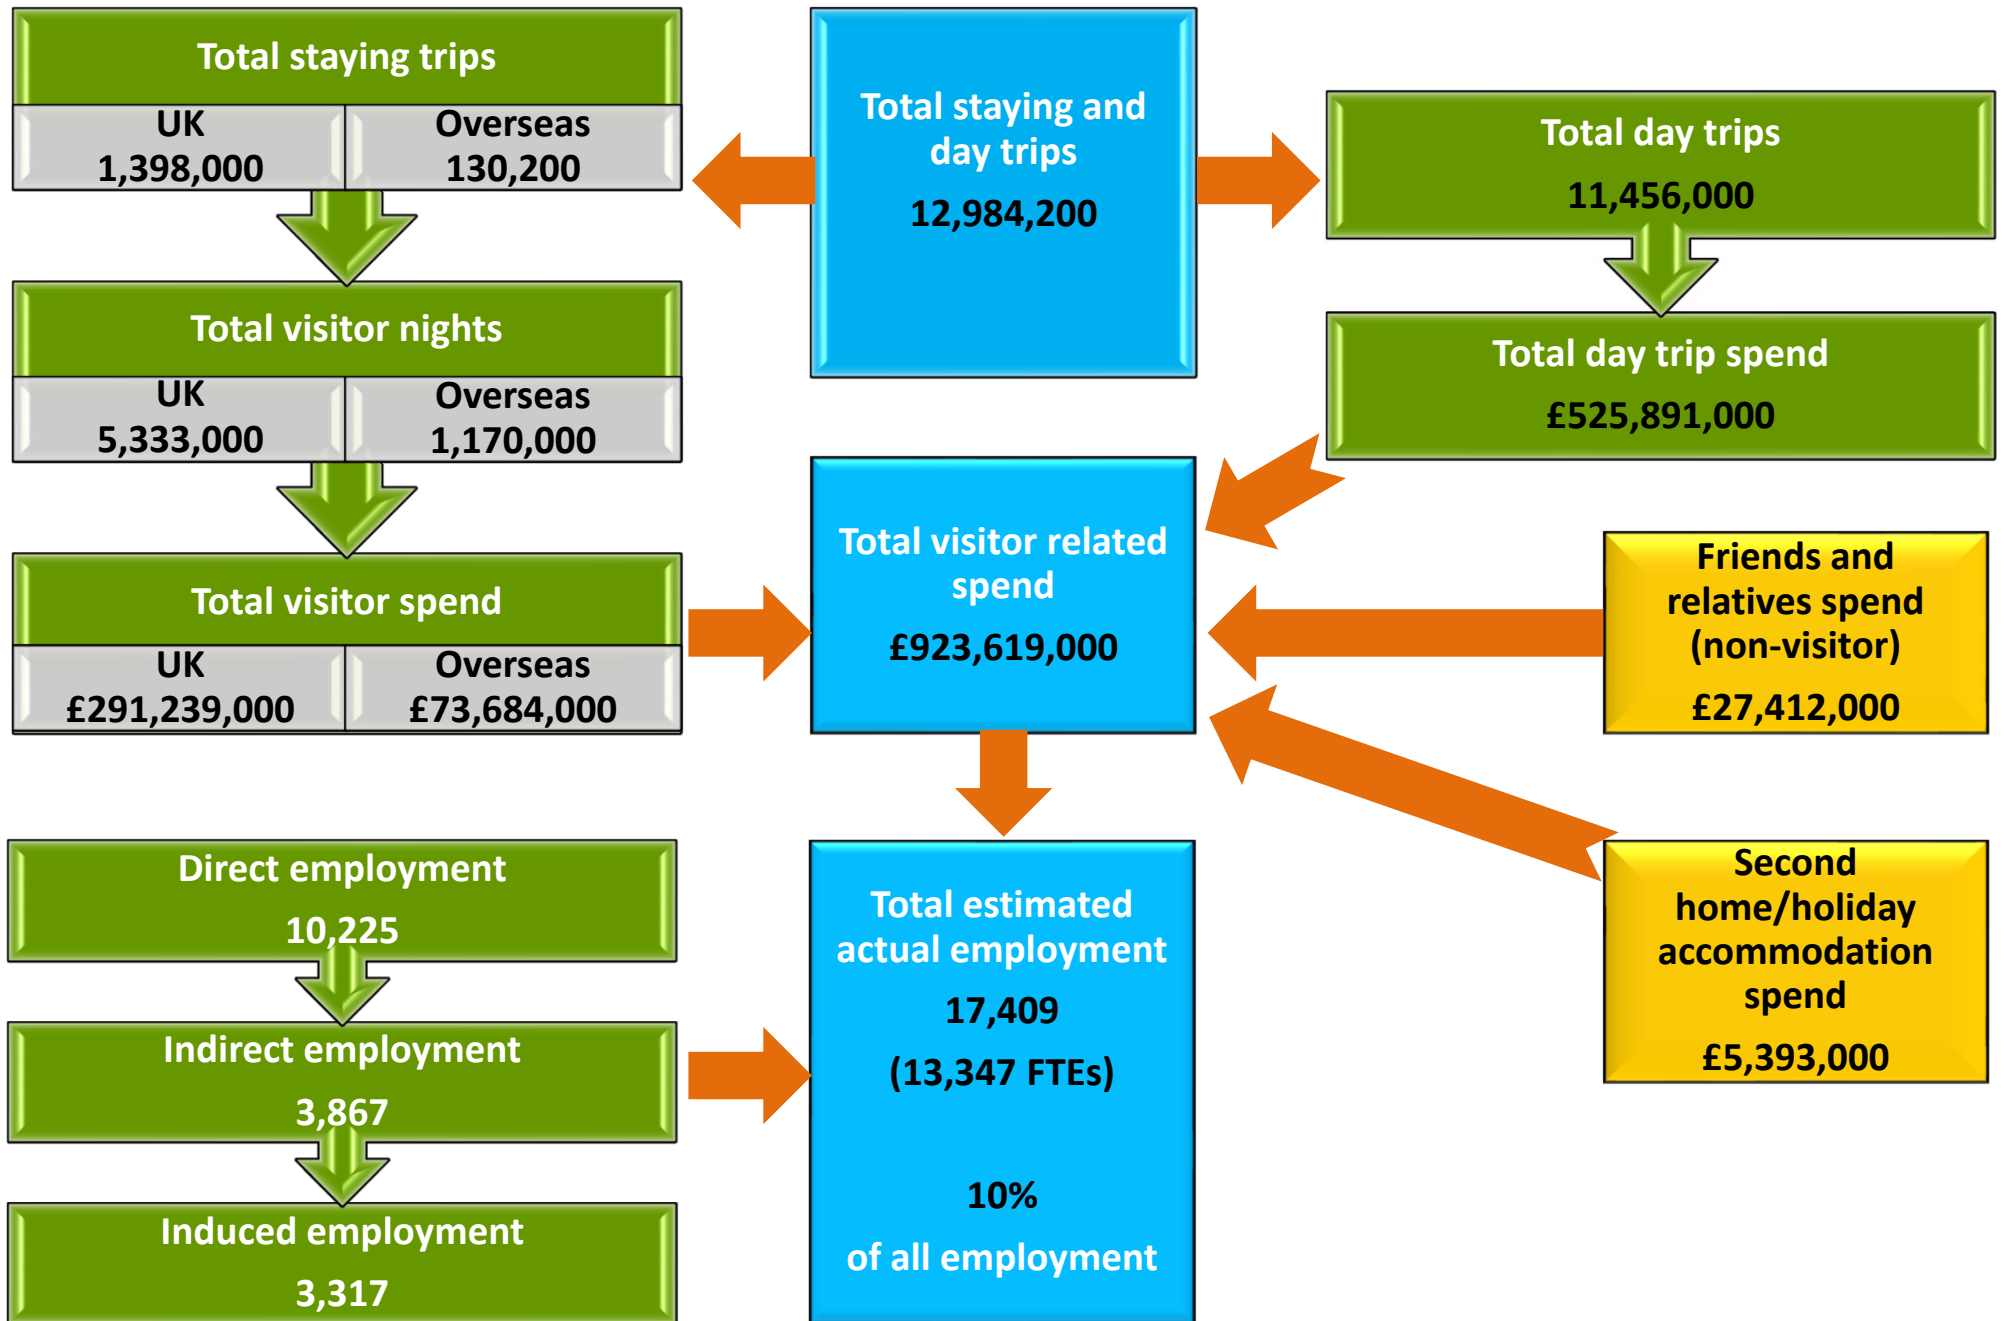 Total staying trips
UK
1,398,000
Overseas
130,200
Total visitor nights
UK
5,333,000
Overseas
1,170,000
Total visitor spend
UK
£291,239,000
Overseas
£73,684,000
Total staying and
day trips
12,984,200
Total day trips
11,456,000
Total day trip spend
£525,891,000
Total visitor related
spend
£923,619,000
Friends and
relatives spend
(non-visitor)
£27,412,000
Second
home/holiday
accommodation
spend
£5,393,000
Direct employment
10,225
Indirect employment
3,867
Induced employment
3,317
Total estimated
actual employment
17,409
(13,347 FTEs)
10%
of all employment